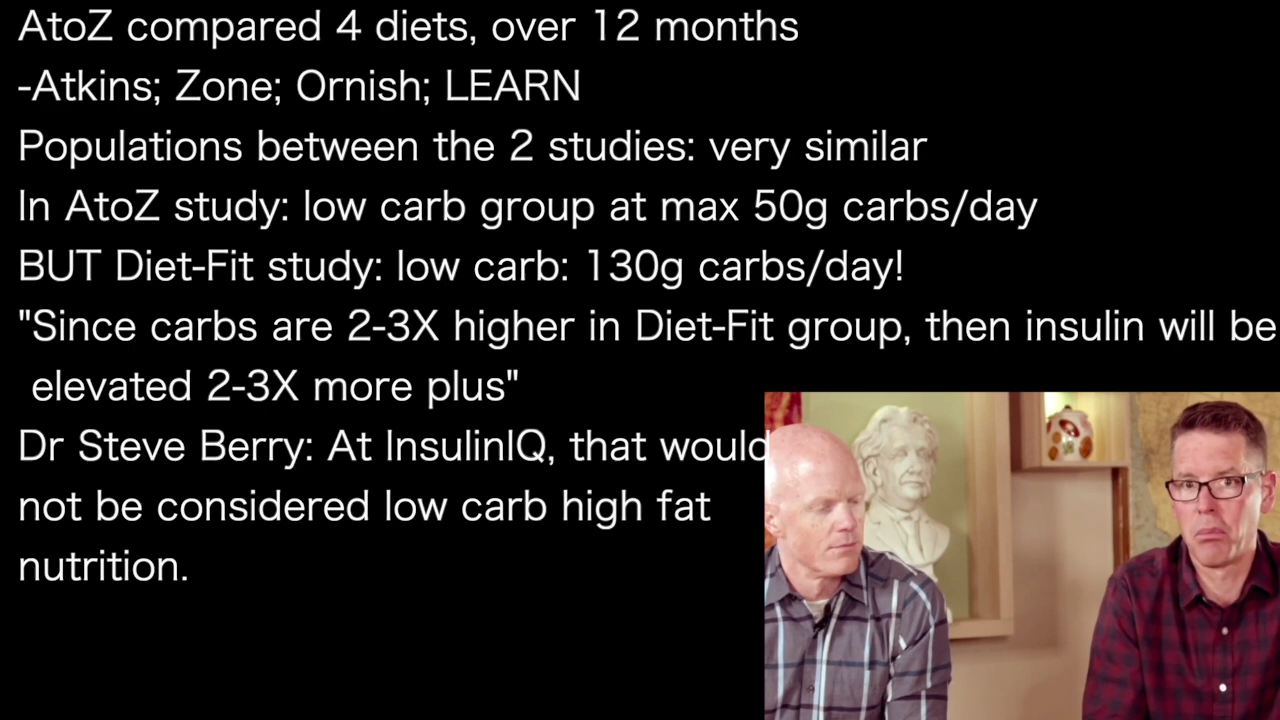 AtoZ compared 4 diets, over 12 months
-Atkins; Zone; Ornish; LEARN
Populations between the 2 studies: very similar
In AtoZ study: low carb group at max 50g carbs/day
BUT Diet-Fit study: low carb: 130g carbs/day!
"Since carbs are 2-3X higher in Diet-Fit group, then insulin will be
elevated 2-3X more plus"
Dr Steve Berry: At InsulinIQ, that would
not be considered low carb high fat
nutrition.